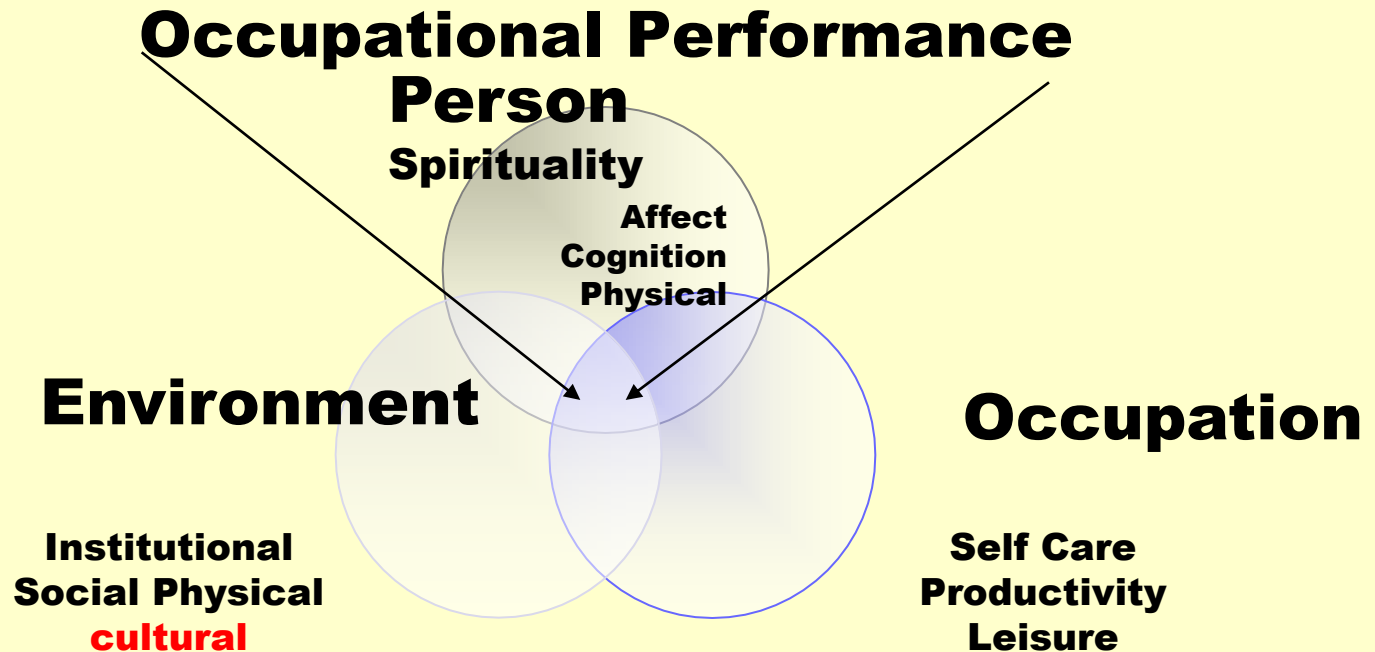 Occupational Performance
Person
Spirituality
Affect
Cognition
Physical
Environment
Occupation
Institutional
Social Physical
cultural
Self Care
Productivity
Leisure